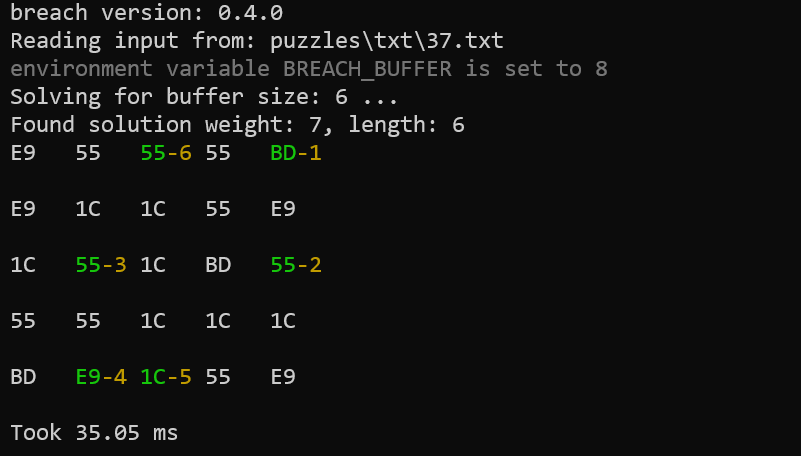 breach version: 0.4.0
Reading input from: puzzles\txt\37.txt
environment variable BREACH_BUFFER is set to 8
Solving for buffer size: 6 ...
Found solution weight: 7, length: 6
E9 55 55-6 55 BD-1
E9 1C 1C 55 E9
1C 55-3 1C BD 55-2
55 55 1C 1C 1C
BD E9-4 1C-5 55 E9
Took 35.05 ms